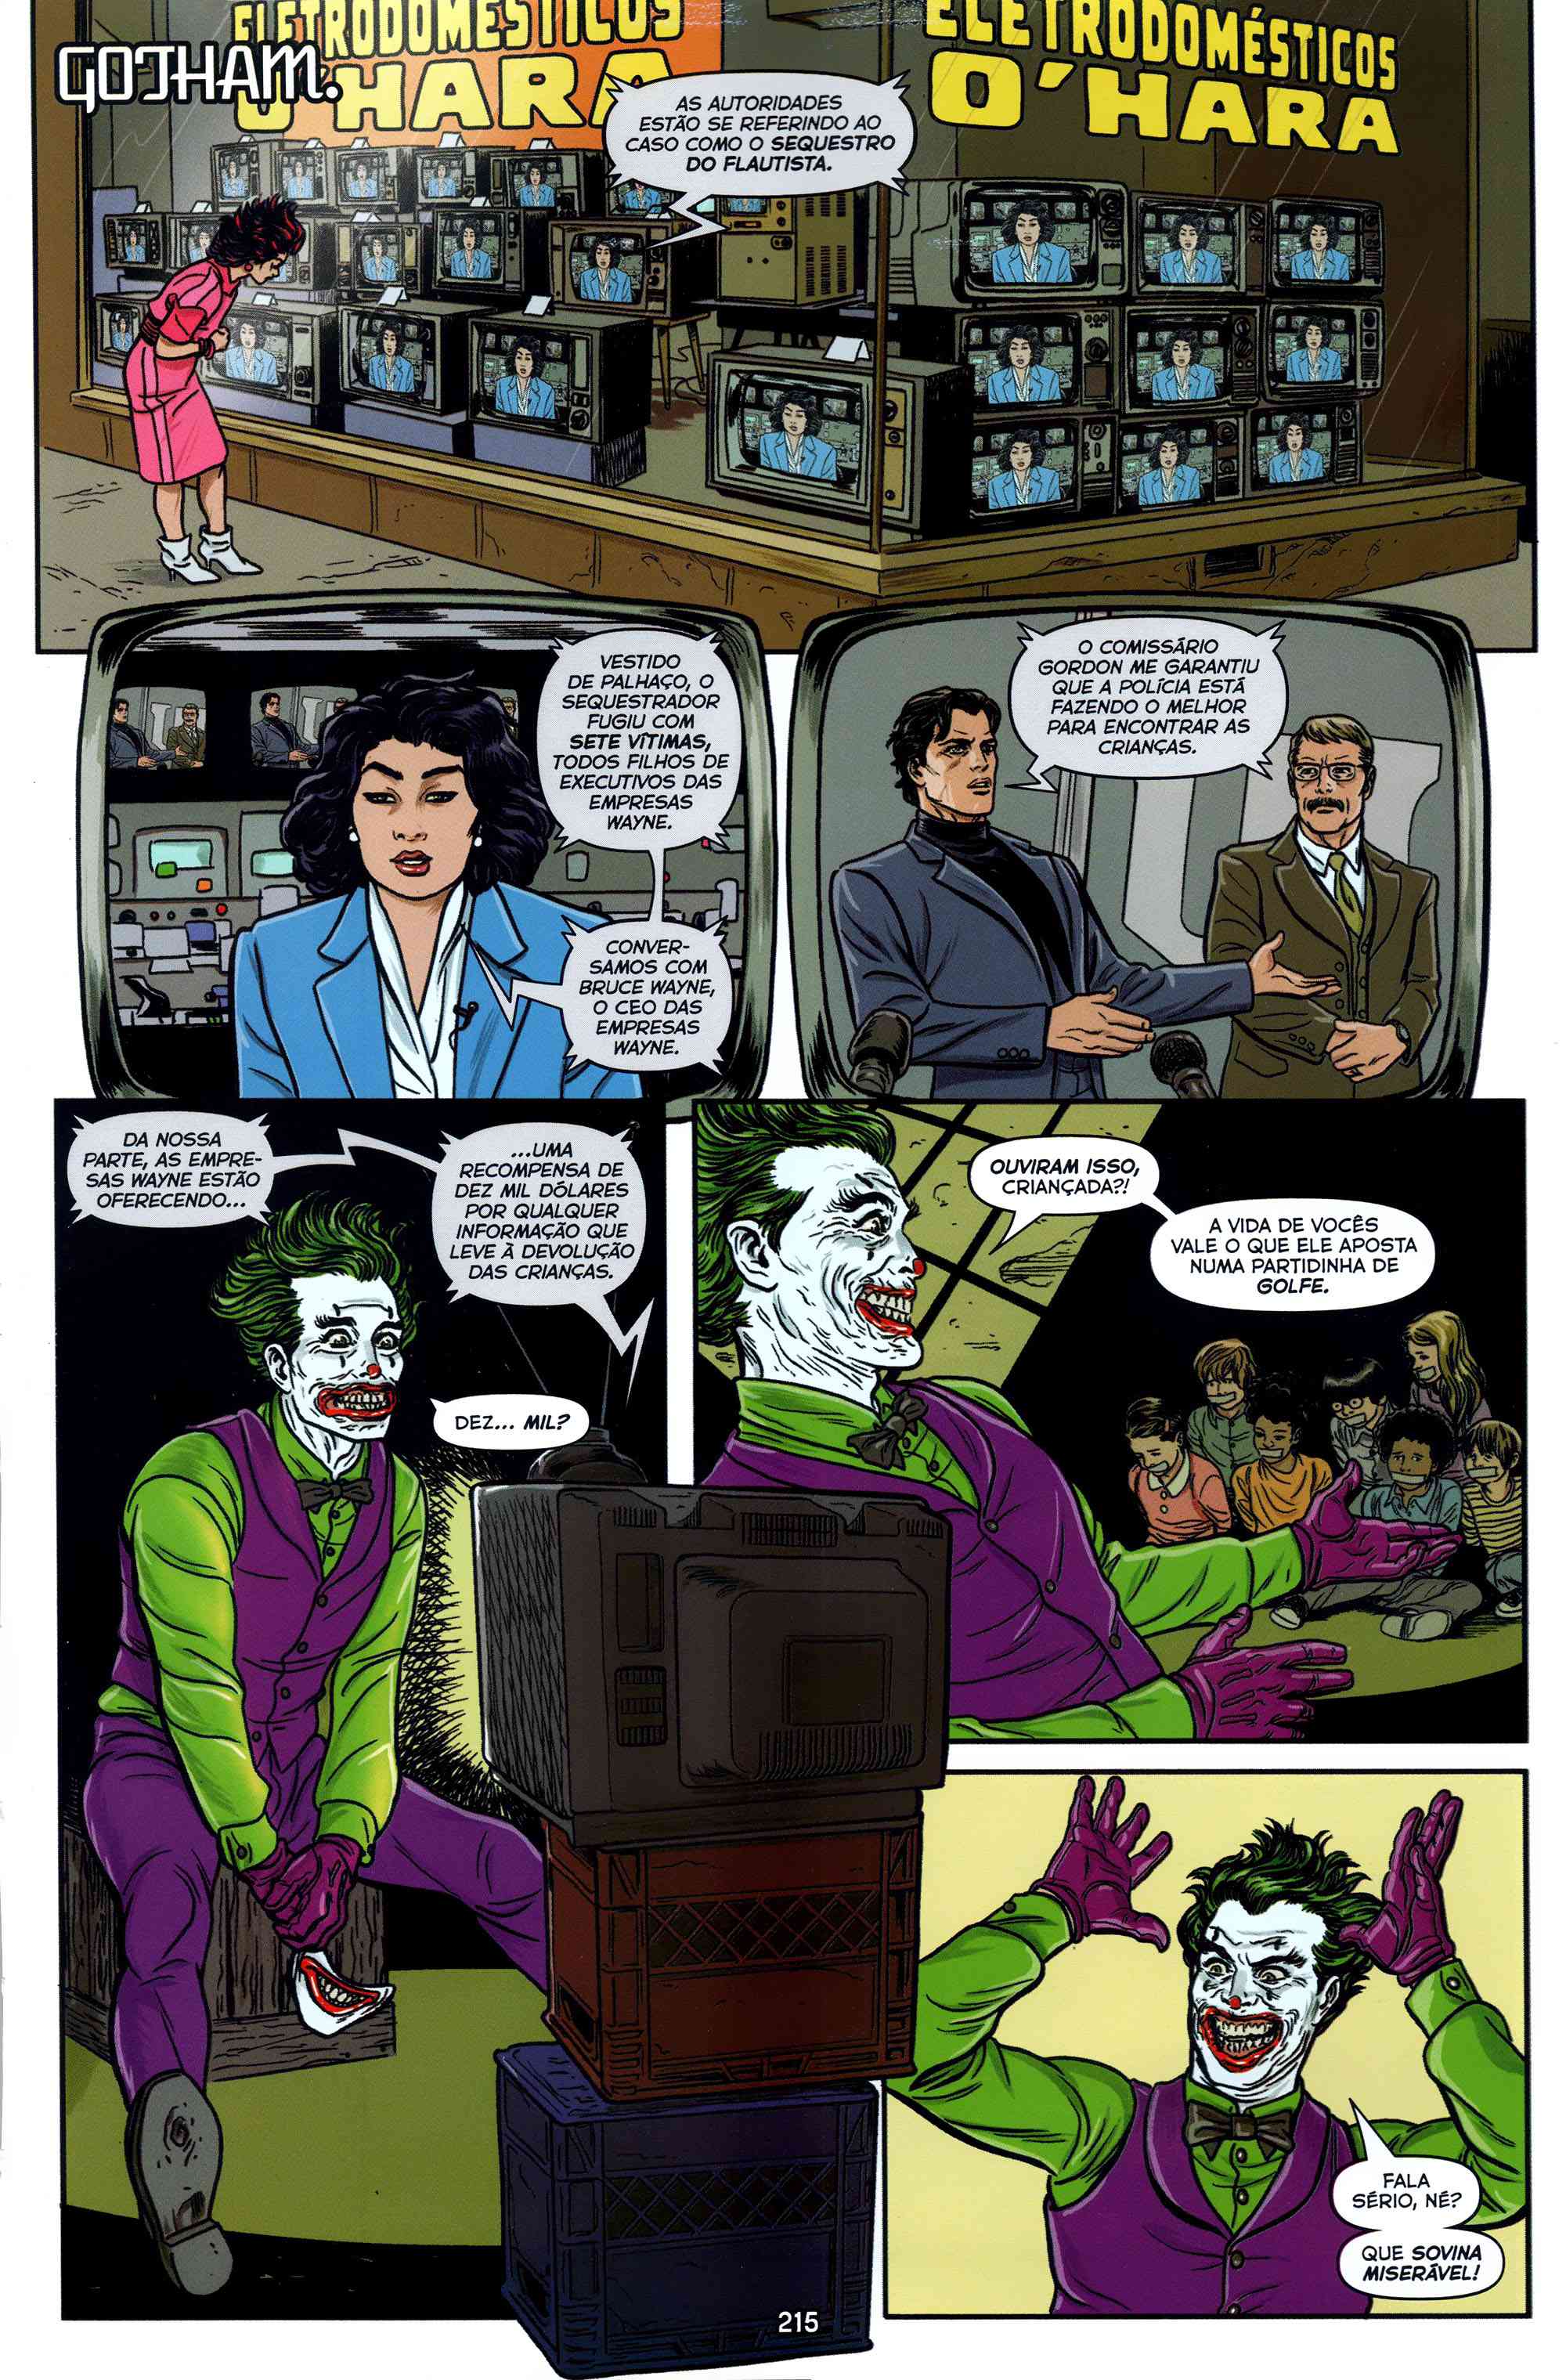 GOTHAM.
ELETRODOMÉSTICOS
O'HARA
ELETRODOMÉSTICOS
O'HARA
AS AUTORIDADES
ESTÃO SE REFERINDO AO
CASO COMO O SEQUESTRO
DO FLAUTISTA.
VESTIDO
DE PALHAÇO, O
SEQUESTRADOR
FUGIU COM
SETE VÍTIMAS,
TODOS FILHOS DE
EXECUTIVOS DAS
EMPRESAS
WAYNE.
CONVER-
SAMOS COM
BRUCE WAYNE,
O CEO DAS
EMPRESAS
WAYNE.
O COMISSÁRIO
GORDON ME GARANTIU
QUE A POLÍCIA ESTÁ
FAZENDO O MELHOR
PARA ENCONTRAR AS
CRIANÇAS.
DA NOSSA
PARTE, AS EMPRE-
SAS WAYNE ESTÃO
OFERECENDO...
...UMA
RECOMPENSA DE
DEZ MIL DÓLARES
POR QUALQUER
INFORMAÇÃO QUE
LEVE À DEVOLUÇÃO
DAS CRIANÇAS.
DEZ... MIL?
OUVIRAM ISSO,
CRIANÇADA?!
A VIDA DE VOCÊS
VALE O QUE ELE APOSTA
NUMA PARTIDINHA DE
GOLFE.
FALA
SÉRIO, NÉ?
QUE SOVINA
MISERÁVEL!
215